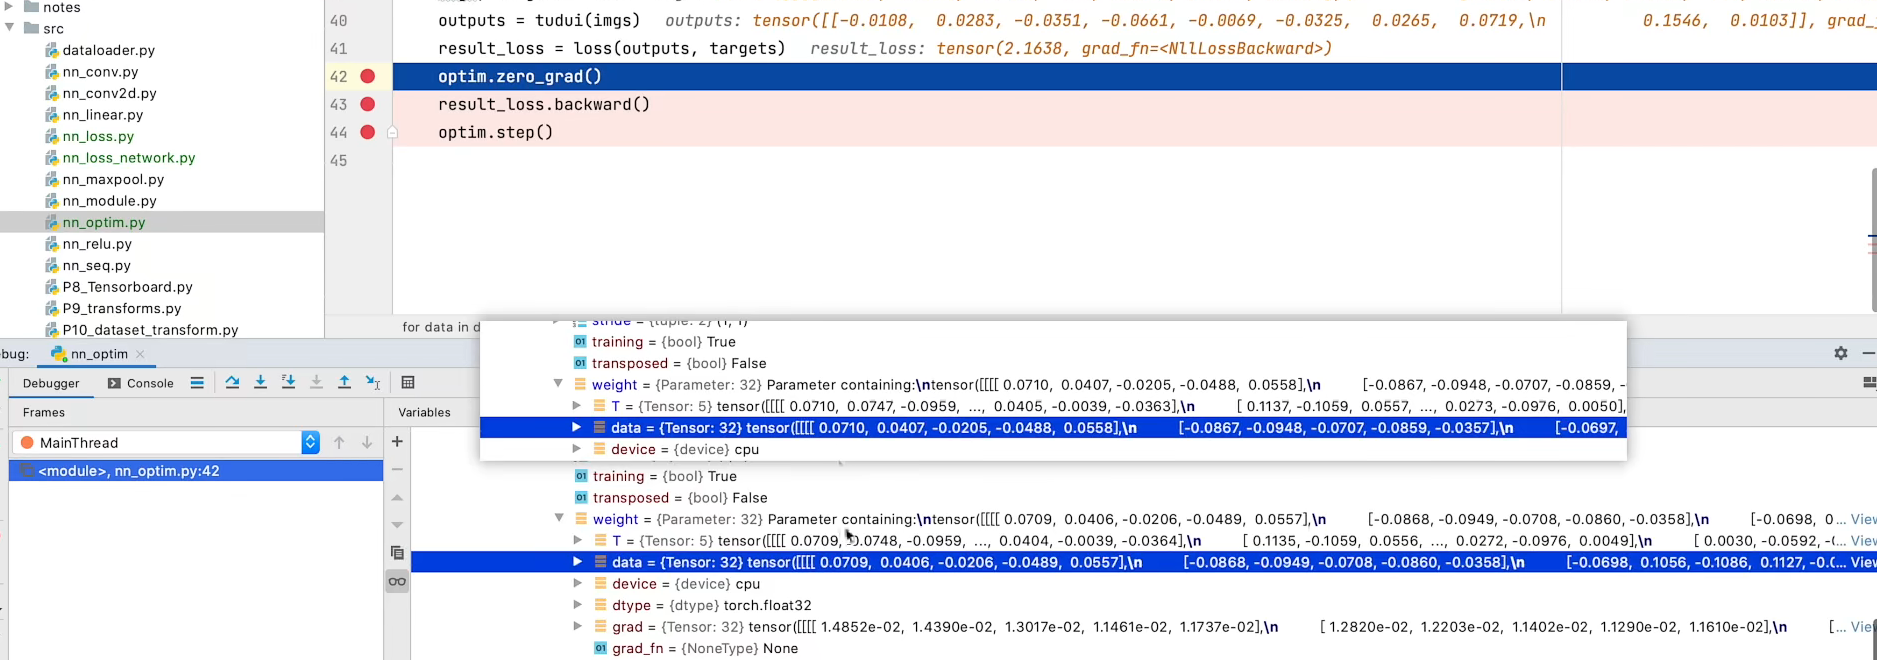 notes
src
dataloader.py
nn_conv.py
nn_conv2d.py
nn_linear.py
nn_loss.py
nn_loss_network.py
nn_maxpool.py
nn_module.py
nn_optim.py
nn_relu.py
nn_seq.py
P8_Tensorboard.py
P9_transforms.py
P10_dataset_transform.py
40 outputs = tudui(imgs) outputs: tensor([[-0.0108, 0.0283, -0.0351, -0.0661, -0.0069, -0.0325, 0.0265, 0.0719,\n 0.1546, 0.0103]], grad_
41 result_loss = loss(outputs, targets) result_loss: tensor(2.1638, grad_fn=<NllLossBackward>)
42 optim.zero_grad()
43 result_loss.backward()
44 optim.step()
45
for data in d
bug: nn_optim
Debugger Console
Frames
Variables
MainThread
<module>, nn_optim.py:42
stride = {tuple: 2} (1, 1)
training = {bool} True
transposed = {bool} False
weight = {Parameter: 32} Parameter containing:\ntensor([[[[ 0.0710, 0.0407, -0.0205, -0.0488, 0.0558],\n [-0.0867, -0.0948, -0.0707, -0.0859, -
T = {Tensor: 5} tensor([[[[ 0.0710, 0.0747, -0.0959, ..., 0.0405, -0.0039, -0.0363],\n [ 0.1137, -0.1059, 0.0557, ..., 0.0273, -0.0976, 0.0050],
data = {Tensor: 32} tensor([[[[ 0.0710, 0.0407, -0.0205, -0.0488, 0.0558],\n [-0.0867, -0.0948, -0.0707, -0.0859, -0.0357],\n [-0.0697,
device = {device} cpu
training = {bool} True
transposed = {bool} False
weight = {Parameter: 32} Parameter containing:\ntensor([[[[ 0.0709, 0.0406, -0.0206, -0.0489, 0.0557],\n [-0.0868, -0.0949, -0.0708, -0.0860, -0.0358],\n [-0.0698, 0... View
T = {Tensor: 5} tensor([[[[ 0.0709, 0.0748, -0.0959, ..., 0.0404, -0.0039, -0.0364],\n [ 0.1135, -0.1059, 0.0556, ..., 0.0272, -0.0976, 0.0049],\n [ 0.0030, -0.0592, -(... View
data = {Tensor: 32} tensor([[[[ 0.0709, 0.0406, -0.0206, -0.0489, 0.0557],\n [-0.0868, -0.0949, -0.0708, -0.0860, -0.0358],\n [-0.0698, 0.1056, -0.1086, 0.1127, -0.0... View
device = {device} cpu
dtype = {dtype} torch.float32
grad = {Tensor: 32} tensor([[[[ 1.4852e-02, 1.4390e-02, 1.3017e-02, 1.1461e-02, 1.1737e-02],\n [ 1.2820e-02, 1.2203e-02, 1.1402e-02, 1.1290e-02, 1.1610e-02],\n [... View
grad_fn = {NoneType} None